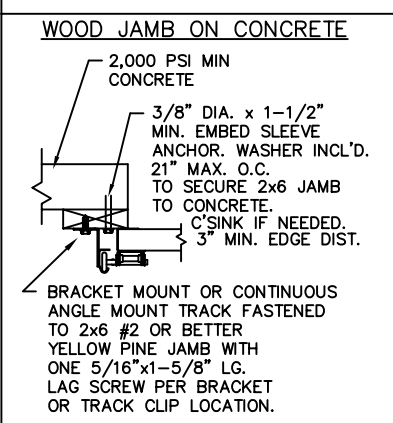 WOOD JAMB ON CONCRETE
2,000 PSI MIN
CONCRETE
3/8" DIA. x 1-1/2"
MIN. EMBED SLEEVE
ANCHOR. WASHER INCL'D.
21" MAX. O.C.
TO SECURE 2x6 JAMB
TO CONCRETE.
C'SINK IF NEEDED.
3" MIN. EDGE DIST.
BRACKET MOUNT OR CONTINUOUS
ANGLE MOUNT TRACK FASTENED
TO 2x6 #2 OR BETTER
YELLOW PINE JAMB WITH
ONE 5/16"x1-5/8" LG.
LAG SCREW PER BRACKET
OR TRACK CLIP LOCATION.